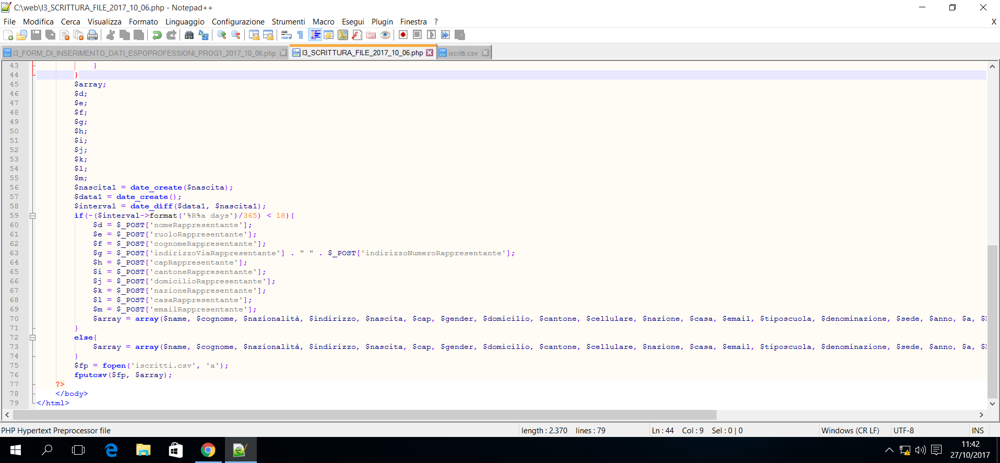 C:\web\I3_SCRITTURA_FILE_2017_10_06.php - Notepad++
File Modifica Cerca Visualizza Formato Linguaggio Configurazione Strumenti Macro Esegui Plugin Finestra ? X
I3_FORM_DI_INSERIMENTO_DATI_ESPOPROFESSIONI_PROG1_2017_10_06.php I3_SCRITTURA_FILE_2017_10_06.php iscritti.csv
43 }
44 }
45 $array;
46 $d;
47 $e;
48 $f;
49 $g;
50 $h;
51 $i;
52 $j;
53 $k;
54 $l;
55 $m;
56 $nascita1 = date_create($nascita);
57 $data1 = date_create();
58 $interval = date_diff($data1, $nascita1);
59 if(-($interval->format('%R%a days')/365) < 18){
60 $d = $_POST['nomeRappresentante'];
61 $e = $_POST['ruoloRappresentante'];
62 $f = $_POST['cognomeRappresentante'];
63 $g = $_POST['indirizzoViaRappresentante'] . " " . $_POST['indirizzoNumeroRappresentante'];
64 $h = $_POST['capRappresentante'];
65 $i = $_POST['cantoneRappresentante'];
66 $j = $_POST['domicilioRappresentante'];
67 $k = $_POST['nazioneRappresentante'];
68 $l = $_POST['casaRappresentante'];
69 $m = $_POST['emailRappresentante'];
70 $array = array($name, $cognome, $nazionalità, $indirizzo, $nascita, $cap, $gender, $domicilio, $cantone, $cellulare, $nazione, $casa, $email, $tiposcuola, $denominazione, $sede, $anno, $a,
71 }
72 else{
73 $array = array($name, $cognome, $nazionalità, $indirizzo, $nascita, $cap, $gender, $domicilio, $cantone, $cellulare, $nazione, $casa, $email, $tiposcuola, $denominazione, $sede, $anno, $a,
74 }
75 $fp = fopen('iscritti.csv', 'a');
76 fputcsv($fp, $array);
77 ?>
78 </body>
79 </html>
PHP Hypertext Preprocessor file length : 2.370 lines : 79 Ln : 44 Col : 9 Sel : 0 | 0 Windows (CR LF) UTF-8 INS
11:42
27/10/2017